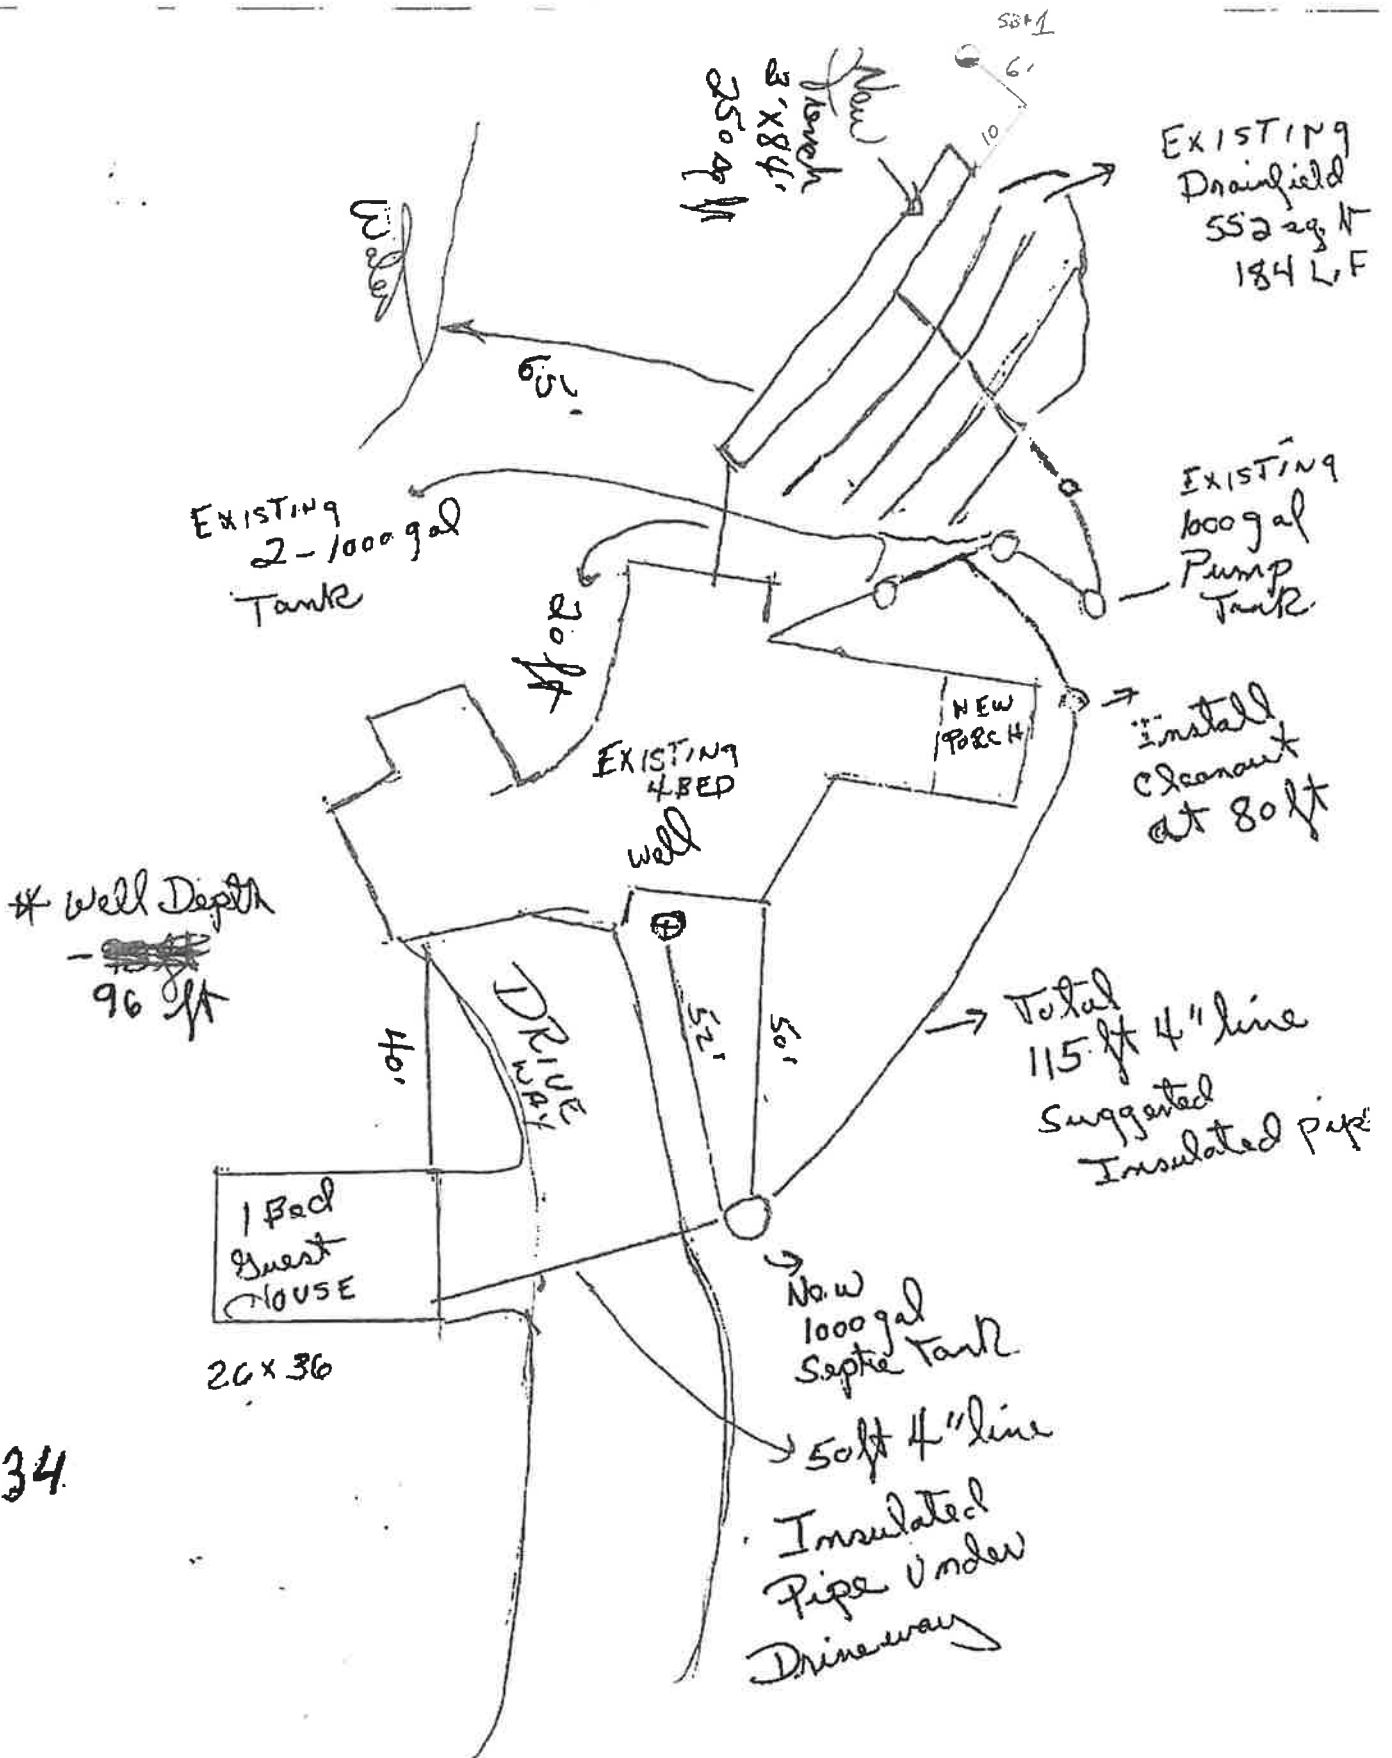 SB#1
6'
10
New
Trench
3'x84'
250 sq ft
EXISTING
Drainfield
552 sq ft
184 L.F
65'
EXISTING
2-1000 gal
Tank
EXISTING
1000 gal
Pump
Tank
20 ft
NEW
PORCH
Install
Cleanout
at 80 ft
EXISTING
4 BED
well
* Well Depth
-
96 ft
DRIVE
WAY
40'
52'
50'
Total
115 ft 4" line
Suggested
Insulated pipe
1 Bed
Guest
HOUSE
26 x 36
New
1000 gal
Septic Tank
50ft 4" line
Insulated
Pipe Under
Driveway
34